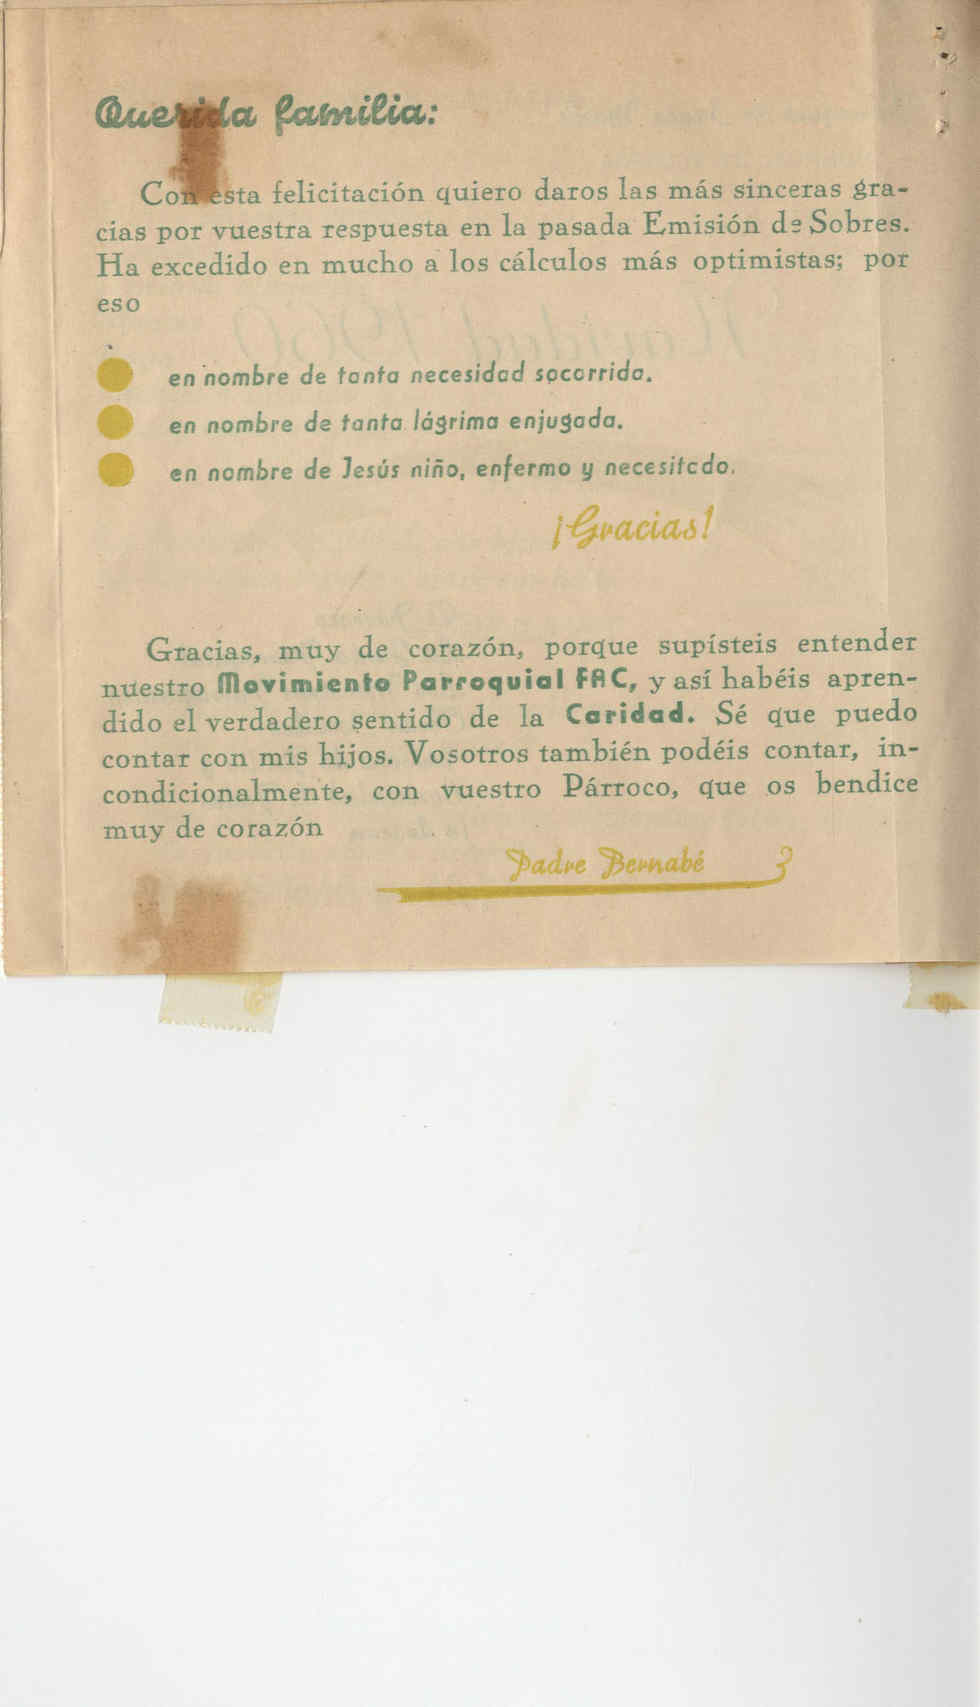 Querida familia:
Con esta felicitación quiero daros las más sinceras gra-
cias por vuestra respuesta en la pasada Emisión de Sobres.
Ha excedido en mucho a los cálculos más optimistas; por
eso
en nombre de tanta necesidad socorrida.
en nombre de tanta lágrima enjugada.
en nombre de Jesús niño, enfermo y necesitado.
¡Gracias!
Gracias, muy de corazón, porque supísteis entender
nuestro Movimiento Parroquial FAC, y así habéis apren-
dido el verdadero sentido de la Caridad. Sé que puedo
contar con mis hijos. Vosotros también podéis contar, in-
condicionalmente, con vuestro Párroco, que os bendice
muy de corazón
Padre Bernabé